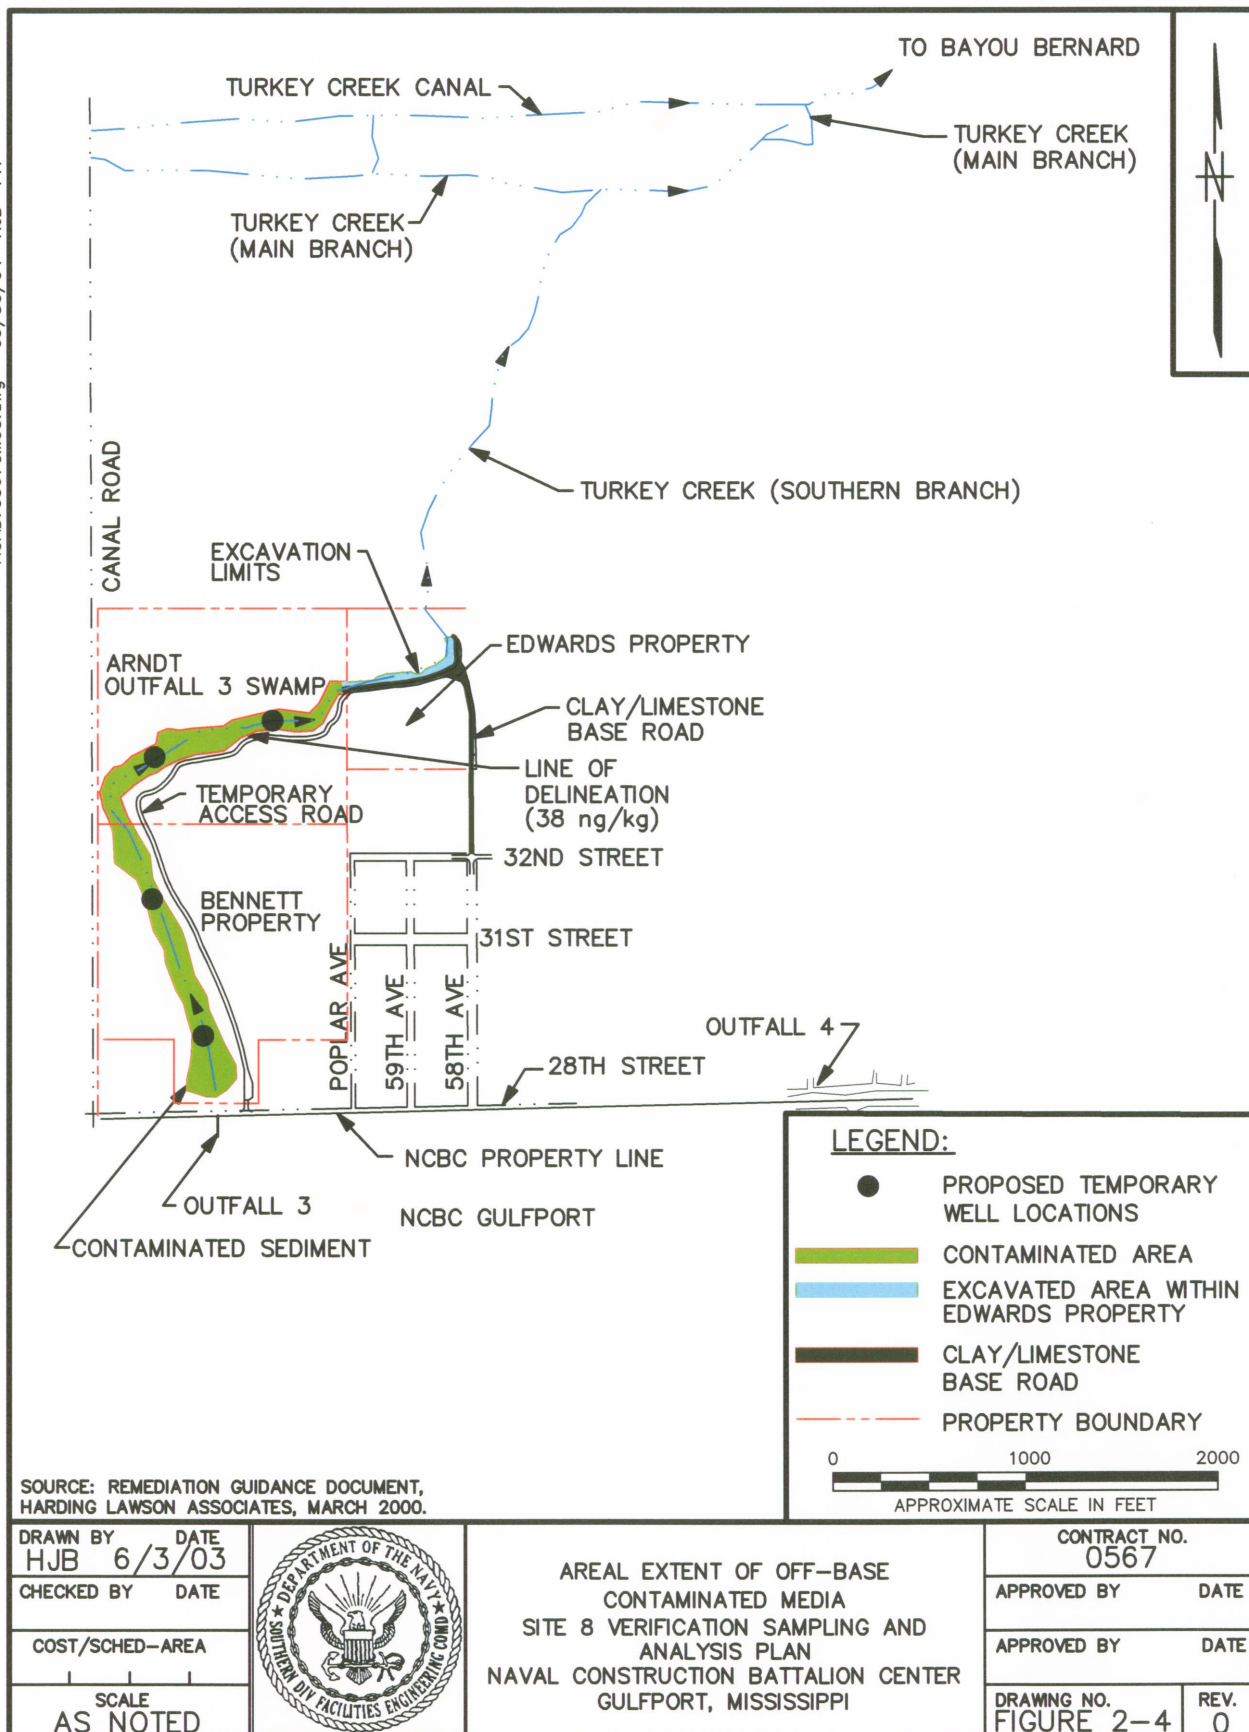 TO BAYOU BERNARD
TURKEY CREEK CANAL
TURKEY CREEK
(MAIN BRANCH)
N
TURKEY CREEK
(MAIN BRANCH)
CANAL ROAD
TURKEY CREEK (SOUTHERN BRANCH)
EXCAVATION
LIMITS
EDWARDS PROPERTY
ARNDT
OUTFALL 3 SWAMP
CLAY/LIMESTONE
BASE ROAD
LINE OF
DELINEATION
(38 ng/kg)
TEMPORARY
ACCESS ROAD
32ND STREET
BENNETT
PROPERTY
31ST STREET
POPLAR AVE
59TH AVE
58TH AVE
OUTFALL 4
28TH STREET
NCBC PROPERTY LINE
OUTFALL 3
NCBC GULFPORT
CONTAMINATED SEDIMENT
LEGEND:
PROPOSED TEMPORARY
WELL LOCATIONS
CONTAMINATED AREA
EXCAVATED AREA WITHIN
EDWARDS PROPERTY
CLAY/LIMESTONE
BASE ROAD
PROPERTY BOUNDARY
0 1000 2000
APPROXIMATE SCALE IN FEET
SOURCE: REMEDIATION GUIDANCE DOCUMENT,
HARDING LAWSON ASSOCIATES, MARCH 2000.
DRAWN BY DATE
HJB 6/3/03
CHECKED BY DATE
COST/SCHED-AREA
SCALE
AS NOTED
DEPARTMENT OF THE NAVY
SOUTHERN DIV FACILITIES ENGINEERING COMD
AREAL EXTENT OF OFF-BASE
CONTAMINATED MEDIA
SITE 8 VERIFICATION SAMPLING AND
ANALYSIS PLAN
NAVAL CONSTRUCTION BATTALION CENTER
GULFPORT, MISSISSIPPI
CONTRACT NO.
0567
APPROVED BY DATE
APPROVED BY DATE
DRAWING NO.
FIGURE 2-4
REV.
0